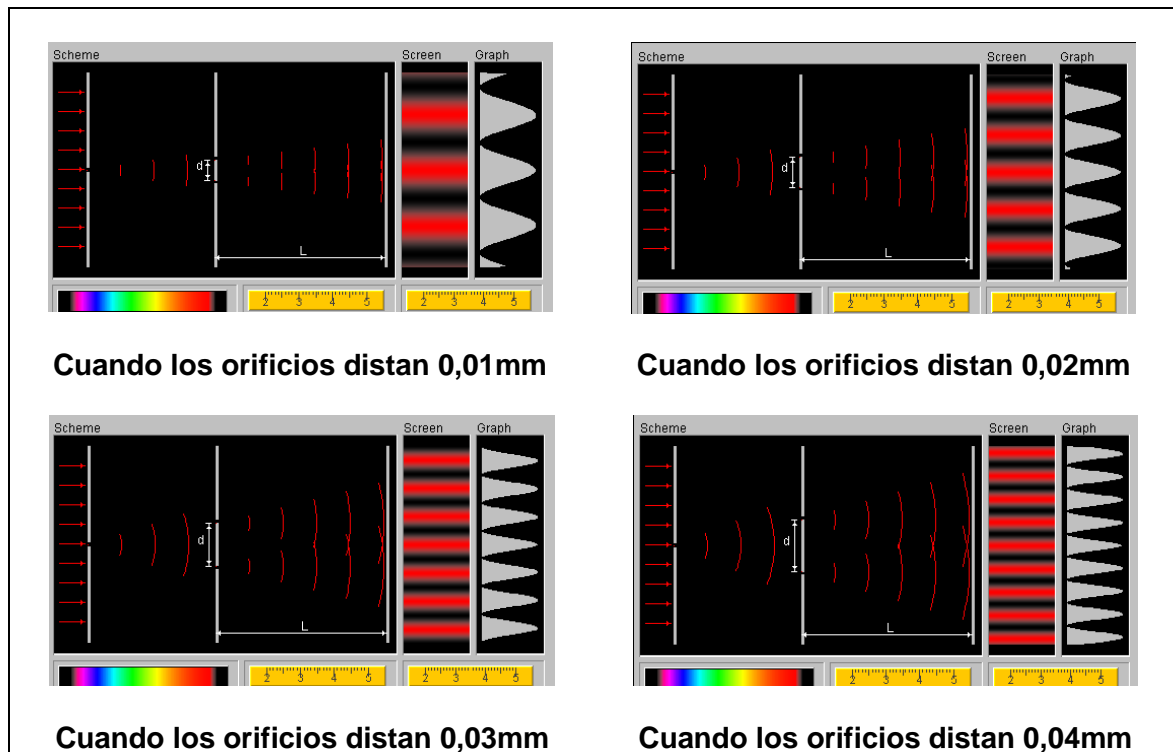 Scheme Screen Graph
d
L
2 3 4 5 2 3 4 5
Cuando los orificios distan 0,01mm
Scheme Screen Graph
d
L
2 3 4 5 2 3 4 5
Cuando los orificios distan 0,02mm
Scheme Screen Graph
d
L
2 3 4 5 2 3 4 5
Cuando los orificios distan 0,03mm
Scheme Screen Graph
d
L
2 3 4 5 2 3 4 5
Cuando los orificios distan 0,04mm